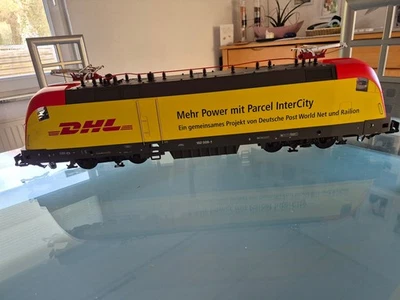 DHL
Mehr Power mit Parcel InterCity
Ein gemeinsames Projekt von Deutsche Post World Net und Railion